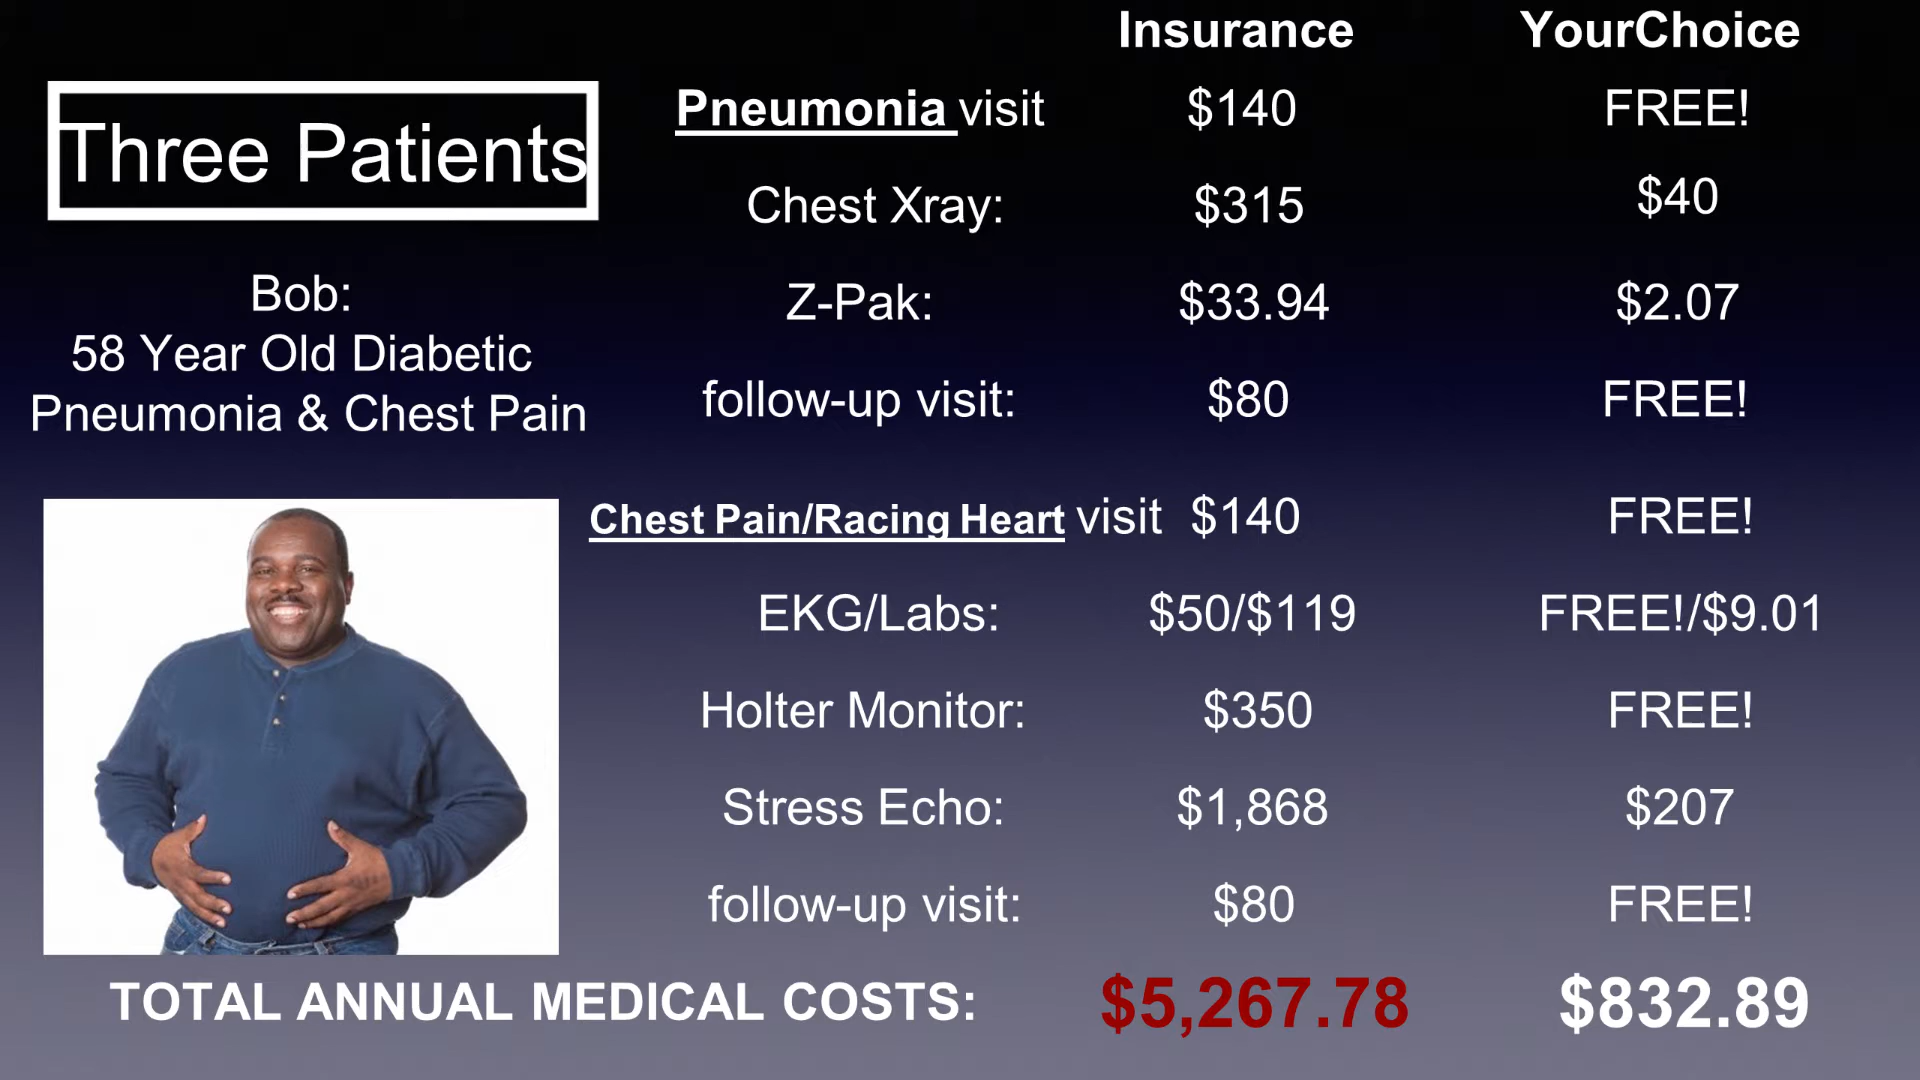 Insurance YourChoice
Three Patients
Pneumonia visit $140 FREE!
Chest Xray: $315 $40
Z-Pak: $33.94 $2.07
follow-up visit: $80 FREE!
Bob:
58 Year Old Diabetic
Pneumonia & Chest Pain
Chest Pain/Racing Heart visit $140 FREE!
EKG/Labs: $50/$119 FREE!/$9.01
Holter Monitor: $350 FREE!
Stress Echo: $1,868 $207
follow-up visit: $80 FREE!
TOTAL ANNUAL MEDICAL COSTS: $5,267.78 $832.89